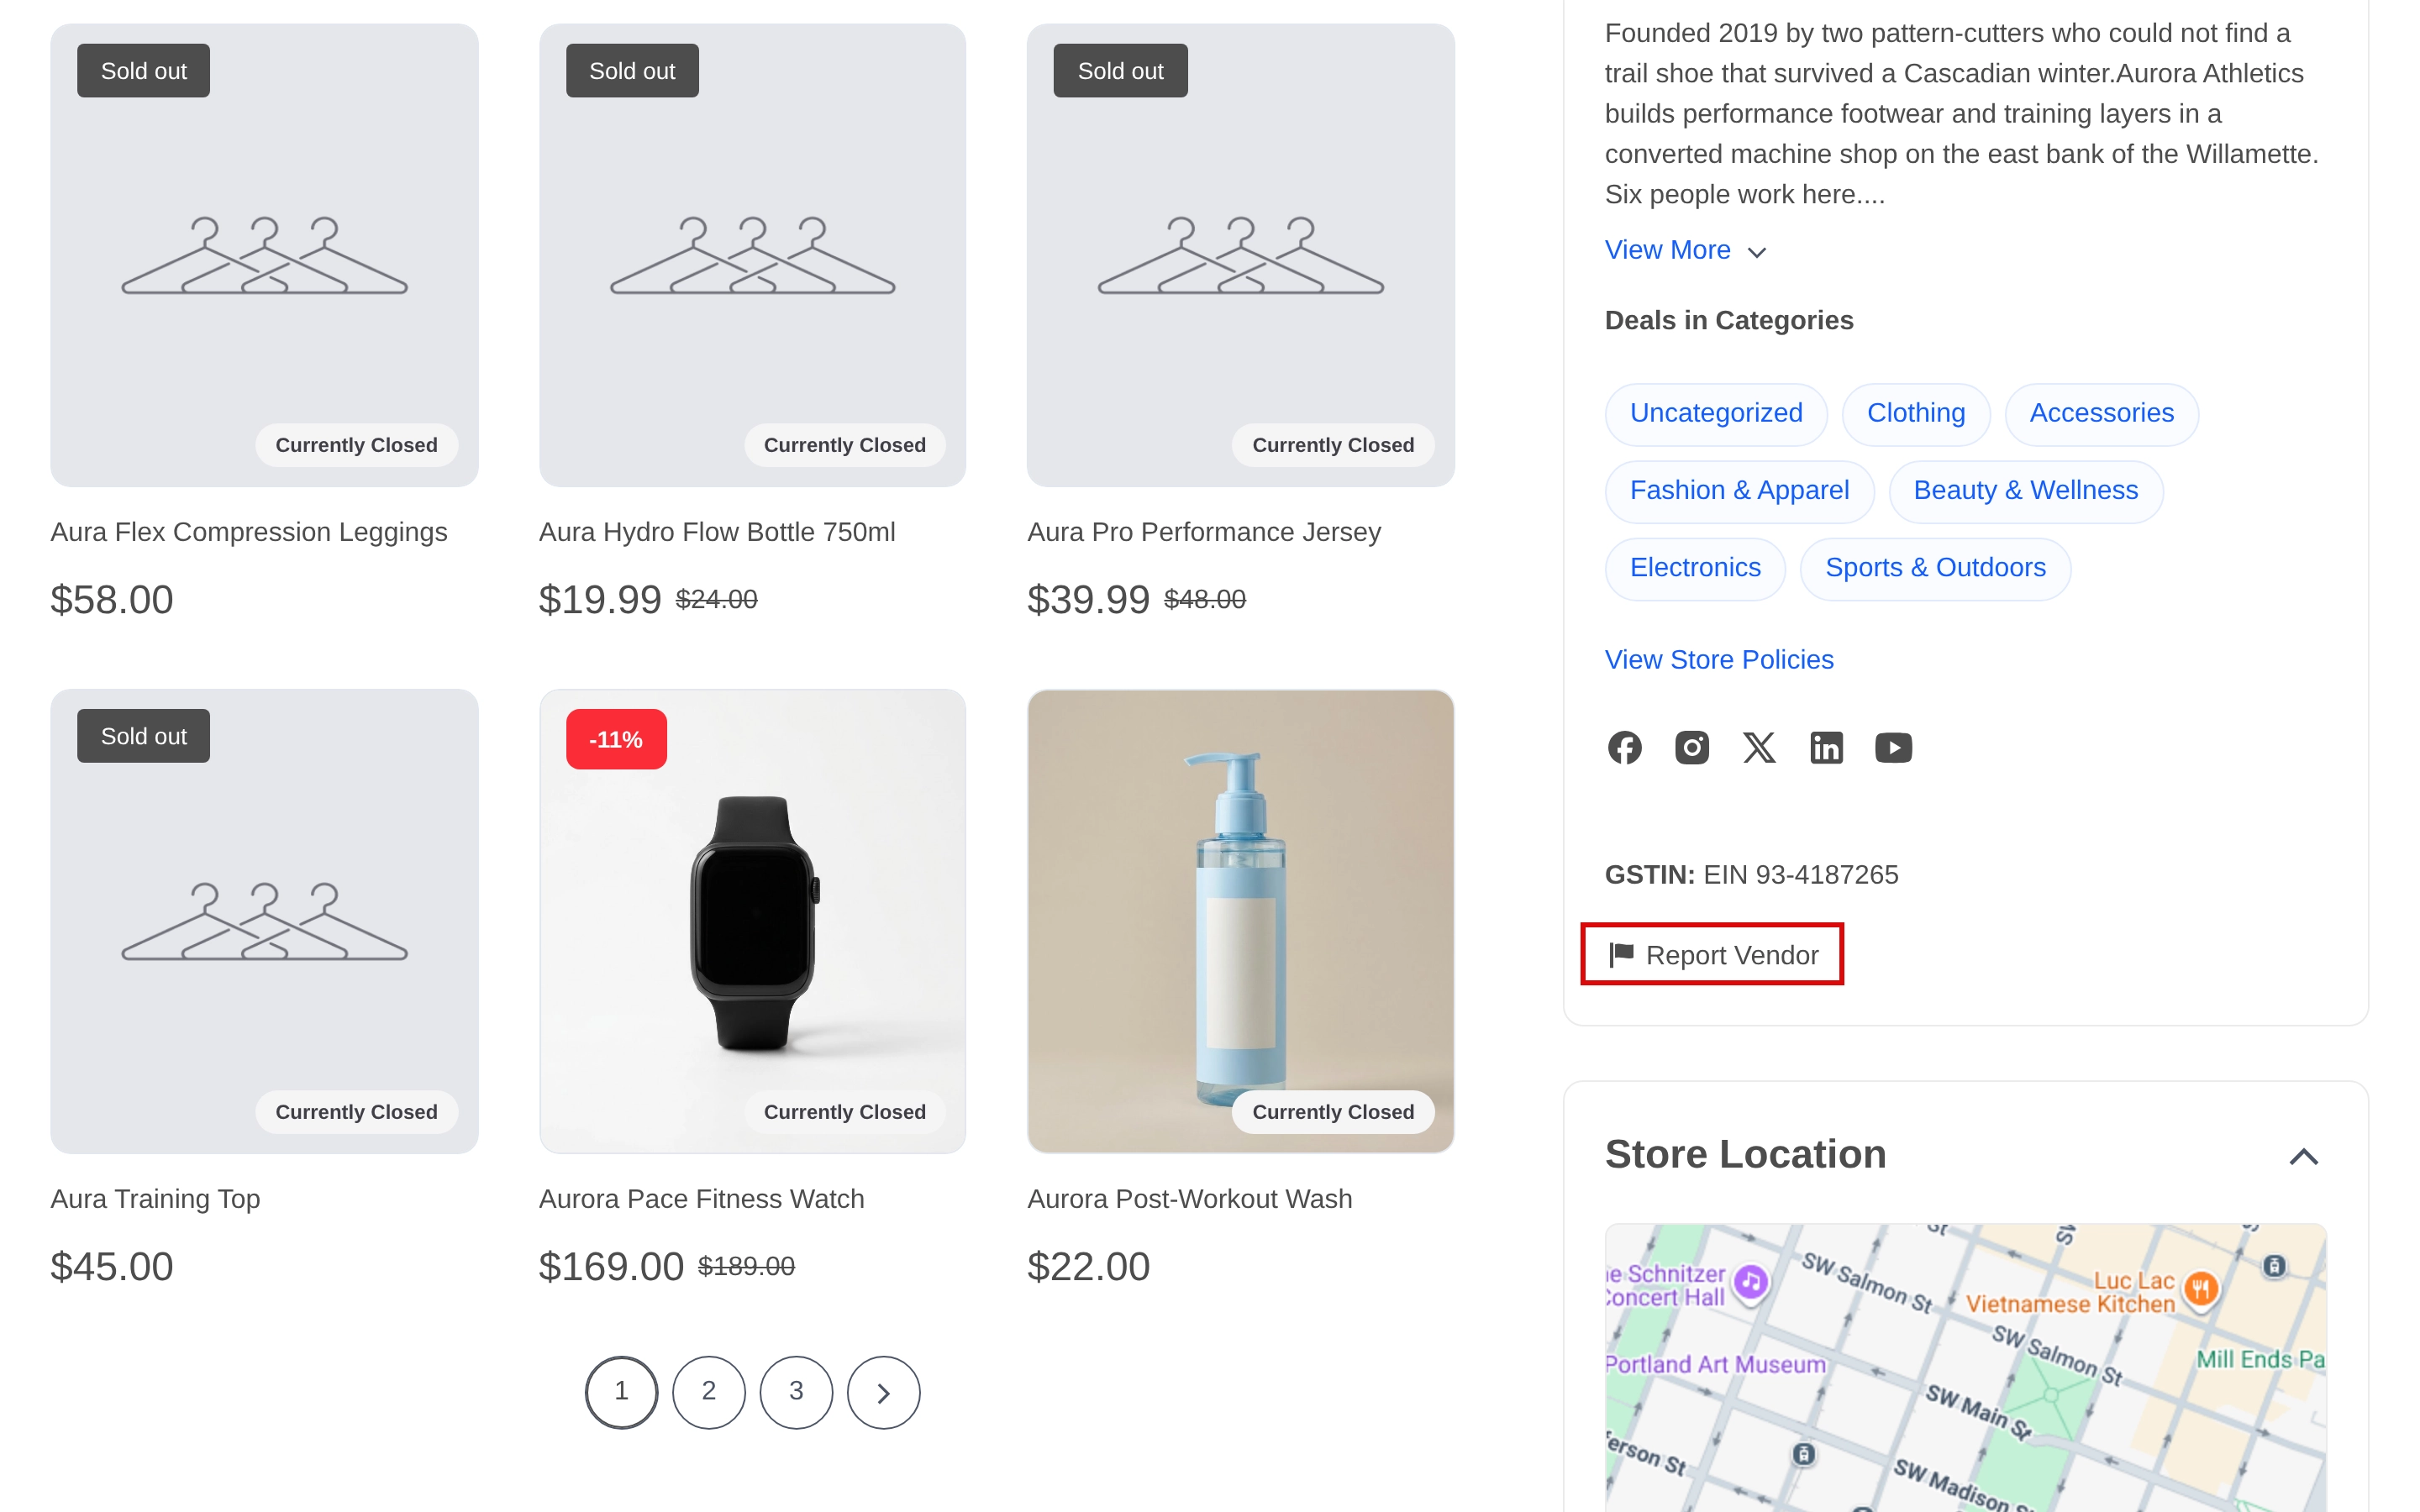 Sold out
Currently Closed
Aura Flex Compression Leggings
$58.00
Sold out
Currently Closed
Aura Hydro Flow Bottle 750ml
$19.99 $24.00
Sold out
Currently Closed
Aura Pro Performance Jersey
$39.99 $48.00
Sold out
Currently Closed
Aura Training Top
$45.00
-11%
Currently Closed
Aurora Pace Fitness Watch
$169.00 $189.00
Currently Closed
Aurora Post-Workout Wash
$22.00
1 2 3
Founded 2019 by two pattern-cutters who could not find a
trail shoe that survived a Cascadian winter.Aurora Athletics
builds performance footwear and training layers in a
converted machine shop on the east bank of the Willamette.
Six people work here....
View More
Deals in Categories
Uncategorized Clothing Accessories
Fashion & Apparel Beauty & Wellness
Electronics Sports & Outdoors
View Store Policies
GSTIN: EIN 93-4187265
Report Vendor
Store Location
e Schnitzer
Concert Hall
SW Salmon St
Luc Lac
Vietnamese Kitchen
SW Salmon St
Portland Art Museum
Mill Ends Pa
SW Main St
erson St
SW Madison S